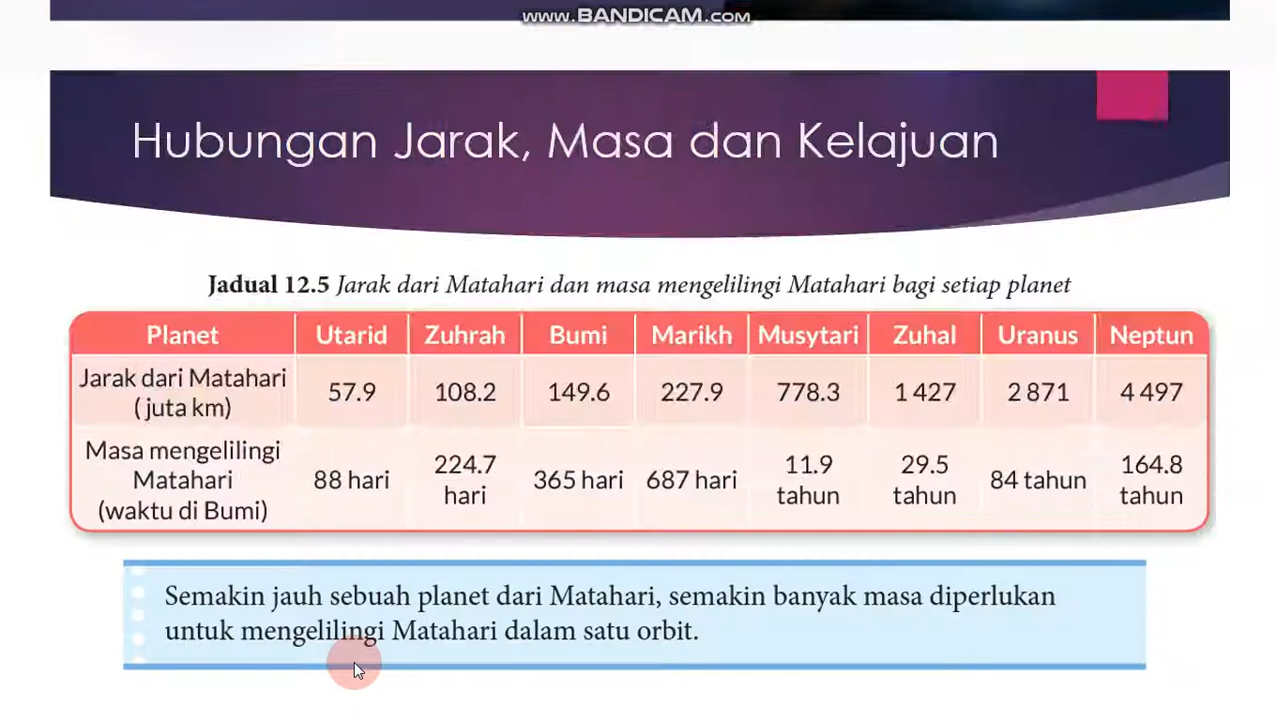 www.BANDICAM.com
Hubungan Jarak, Masa dan Kelajuan
Jadual 12.5 Jarak dari Matahari dan masa mengelilingi Matahari bagi setiap planet
Planet Utarid Zuhrah Bumi Marikh Musytari Zuhal Uranus Neptun
Jarak dari Matahari
(juta km) 57.9 108.2 149.6 227.9 778.3 1 427 2 871 4 497
Masa mengelilingi
Matahari
(waktu di Bumi) 88 hari 224.7 hari 365 hari 687 hari 11.9 tahun 29.5 tahun 84 tahun 164.8 tahun
Semakin jauh sebuah planet dari Matahari, semakin banyak masa diperlukan
untuk mengelilingi Matahari dalam satu orbit.